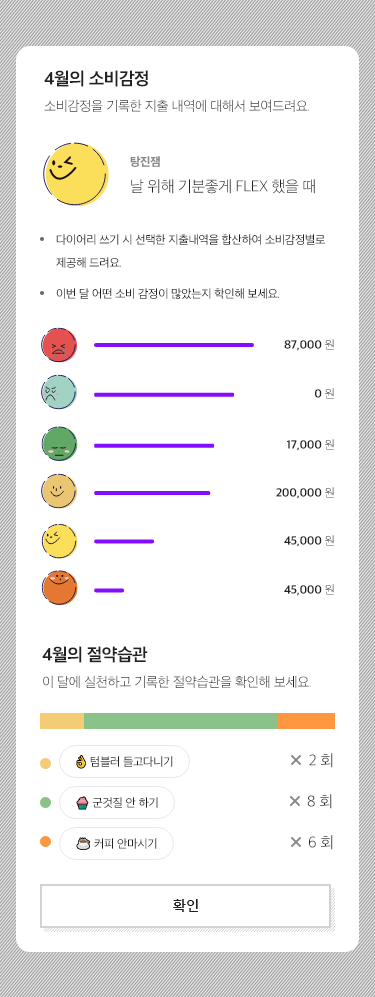 4월의 소비감정
소비감정을 기록한 지출 내역에 대해서 보여드려요.
탕진잼
날 위해 기분좋게 FLEX 했을 때
• 다이어리 쓰기 시 선택한 지출내역을 합산하여 소비감정별로
제공해 드려요.
• 이번 달 어떤 소비 감정이 많았는지 학인해 보세요.
87,000 원
0 원
17,000 원
200,000 원
45,000 원
45,000 원
4월의 절약습관
이 달에 실천하고 기록한 절약습관을 확인해 보세요.
텀블러 들고다니기 × 2 회
군것질 안 하기 × 8 회
커피 안마시기 × 6 회
확인